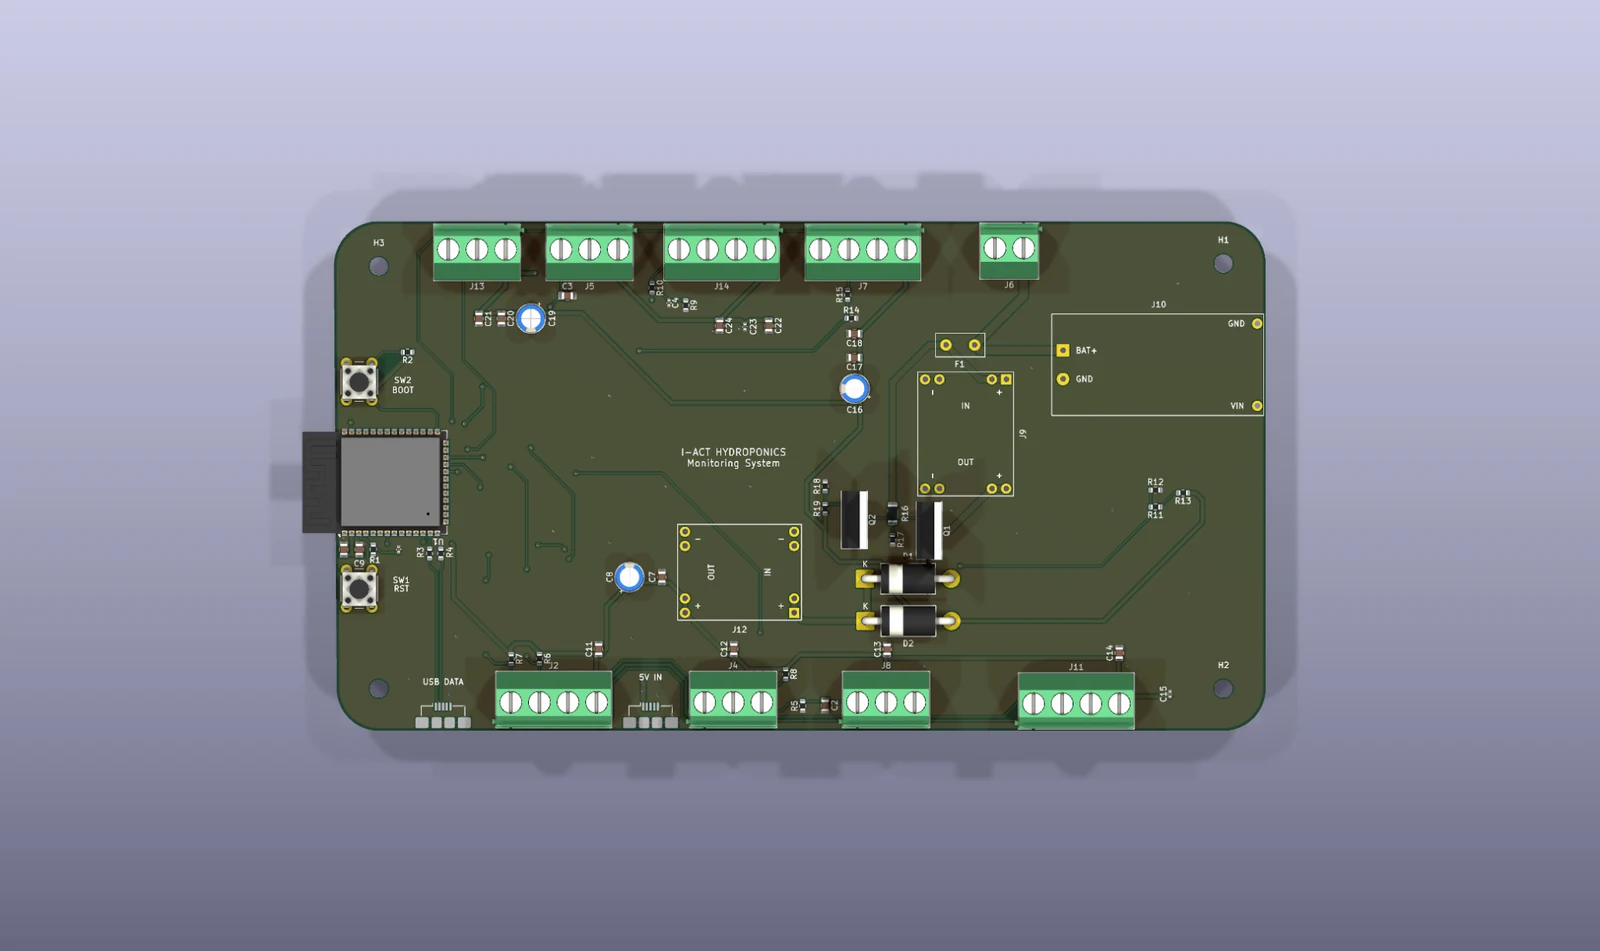 H3
H1
J13
C3
J5
J14
J7
J6
R10
C4
R9
R15
R14
J10
GND
C21
C20
C19
C24
C23
C22
C18
C17
C16
F1
BAT+
GND
VIN
R2
SW2
BOOT
IN
- +
J9
OUT
- +
I-ACT HYDROPONICS
Monitoring System
R18
R19
Q2
R16
R17
Q1
R12
R13
R11
U1
C9
R1
R3
R4
SW1
RST
C8
C7
-
-
OUT
IN
+
+
J12
K
K
D2
R7
R6
J2
C11
C12
J4
R8
C13
J8
C14
J11
H2
USB DATA
5V IN
R5
C2
C15